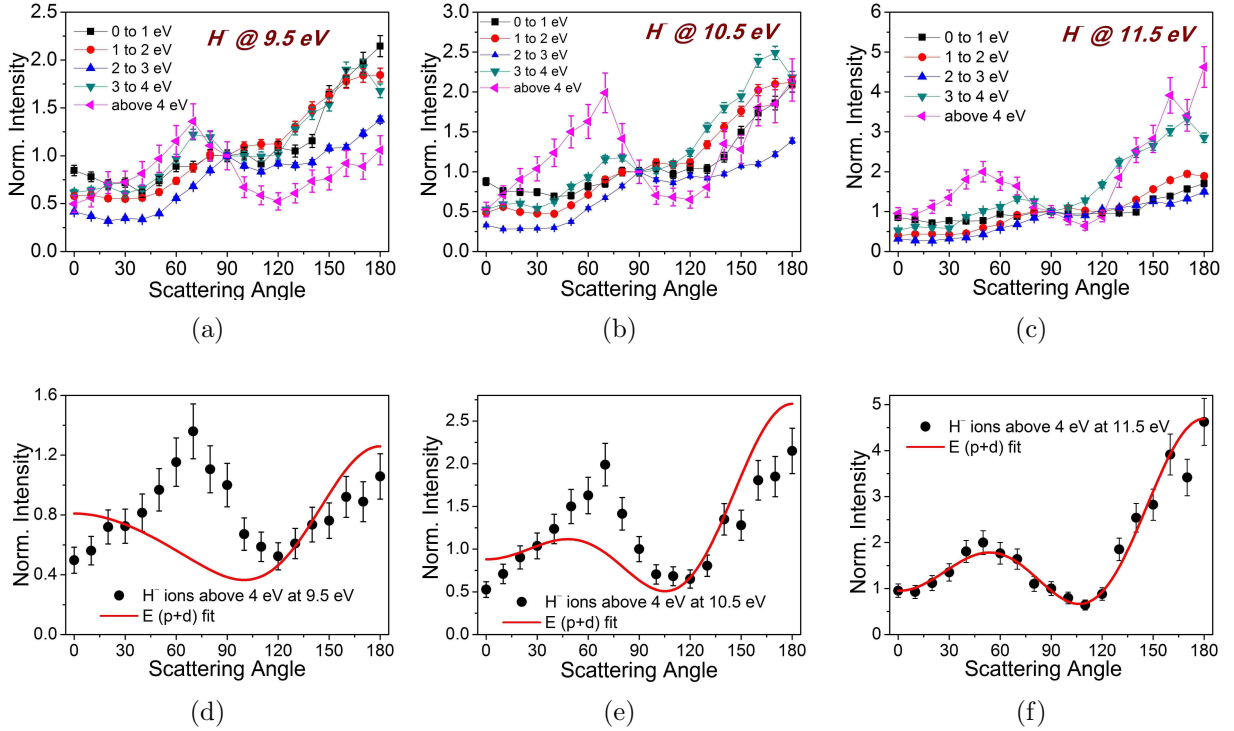 H⁻ @ 9.5 eV
0 to 1 eV
1 to 2 eV
2 to 3 eV
3 to 4 eV
above 4 eV
Norm. Intensity
2.5
2.0
1.5
1.0
0.5
0.0
0 30 60 90 120 150 180
Scattering Angle
(a)
H⁻ @ 10.5 eV
0 to 1 eV
1 to 2 eV
2 to 3 eV
3 to 4 eV
above 4 eV
Norm. Intensity
3.0
2.5
2.0
1.5
1.0
0.5
0.0
0 30 60 90 120 150 180
Scattering Angle
(b)
H⁻ @ 11.5 eV
0 to 1 eV
1 to 2 eV
2 to 3 eV
3 to 4 eV
above 4 eV
Norm. Intensity
6
5
4
3
2
1
0
0 30 60 90 120 150 180
Scattering Angle
(c)
Norm. Intensity
1.6
1.2
0.8
0.4
0.0
H⁻ ions above 4 eV at 9.5 eV
E (p+d) fit
0 30 60 90 120 150 180
Scattering Angle
(d)
Norm. Intensity
2.5
2.0
1.5
1.0
0.5
0.0
H⁻ ions above 4 eV at 10.5 eV
E (p+d) fit
0 30 60 90 120 150 180
Scattering Angle
(e)
Norm. Intensity
5
4
3
2
1
0
H⁻ ions above 4 eV at 11.5 eV
E (p+d) fit
0 30 60 90 120 150 180
Scattering Angle
(f)